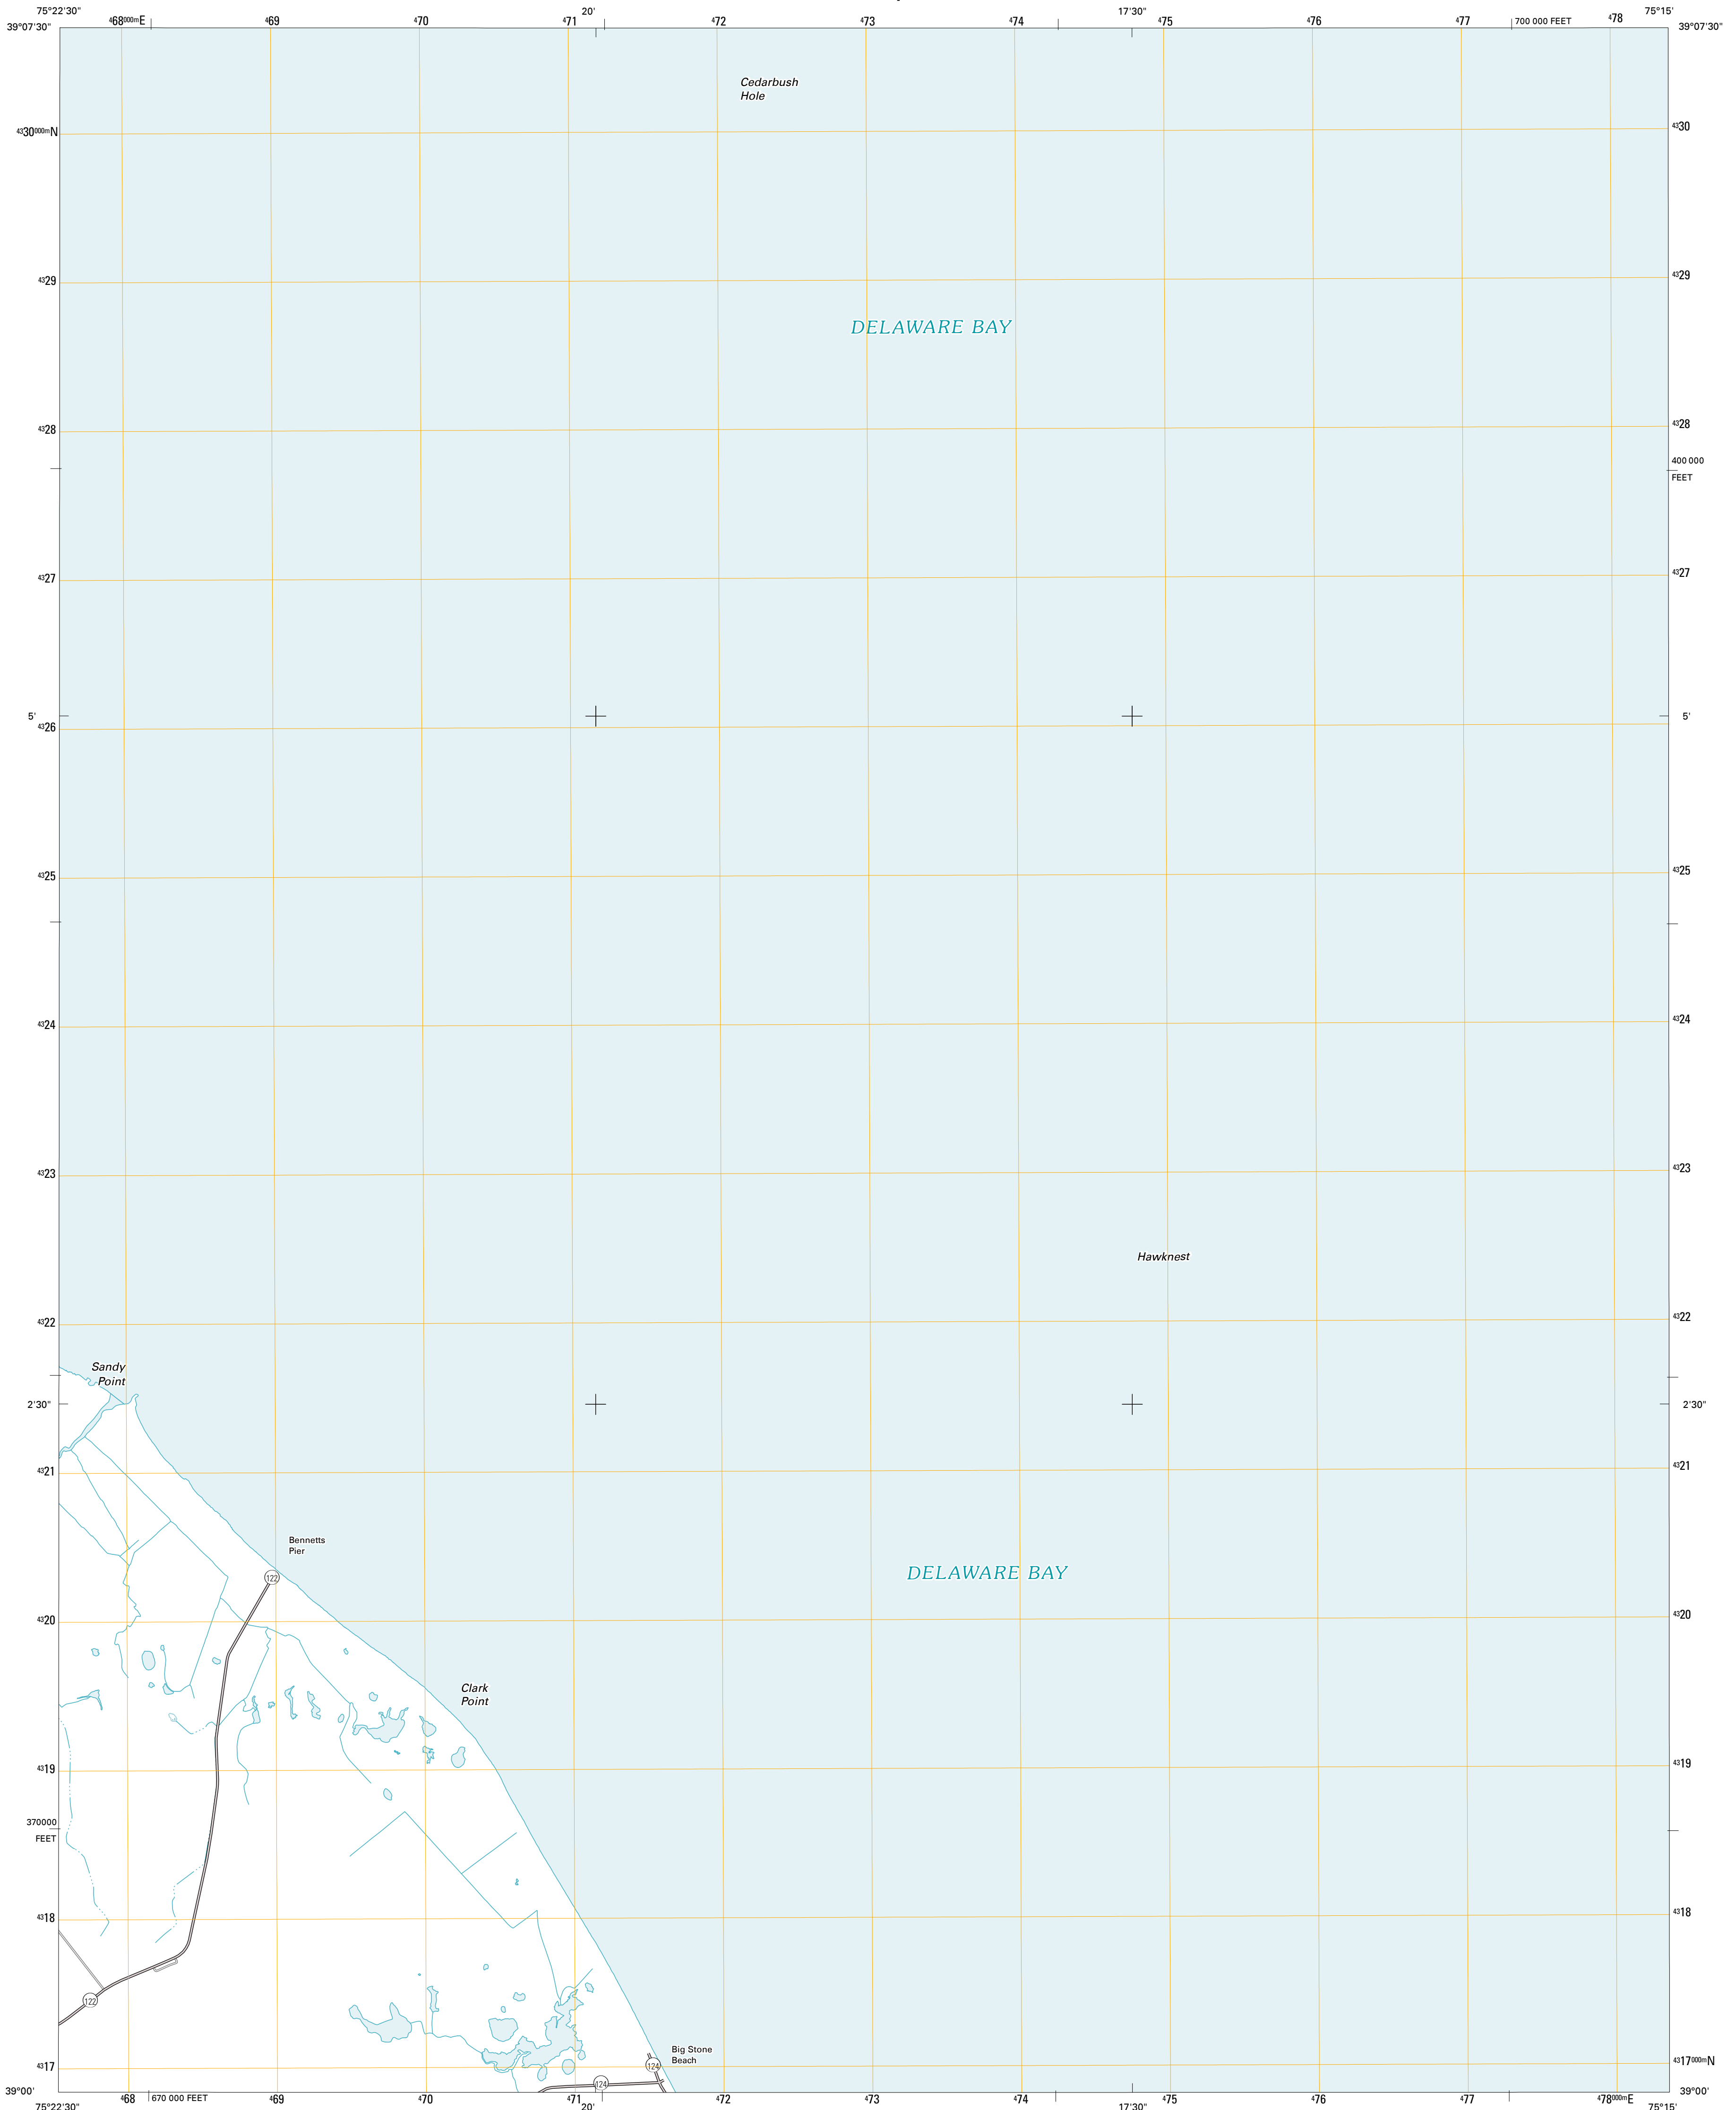 75°22'30" 468000mE 469 470 471 20' 472 473 474 17'30" 475 476 477 700 000 FEET 478 75°15'
39°07'30" 39°07'30"
Cedarbush
Hole
4330000mN 4330
4329 4329
DELAWARE BAY
4328 4328
400 000
FEET
4327 4327
5' 5'
4326
4325 4325
4324 4324
4323 4323
Hawknest
4322 4322
Sandy
Point
2'30" 2'30"
4321 4321
Bennetts
Pier
DELAWARE BAY
122
4320 4320
Clark
Point
4319 4319
370000
FEET
4318 4318
122
Big Stone
Beach
4317 124 4317000mN
124
39°00' 39°00'
468 670 000 FEET 469 470 471 472 473 474 475 476 477 478000mE
75°22'30" 20' 17'30" 75°15'